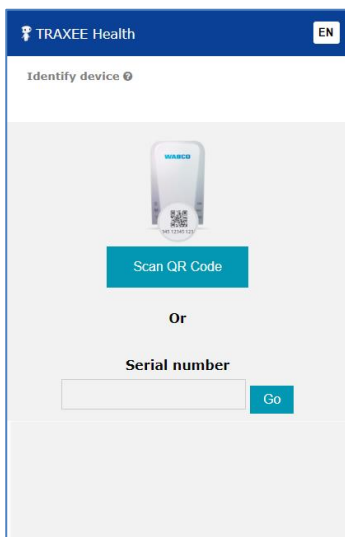 TRAXEE Health
EN
Identify device
WABCO
Scan QR Code
Or
Serial number
Go